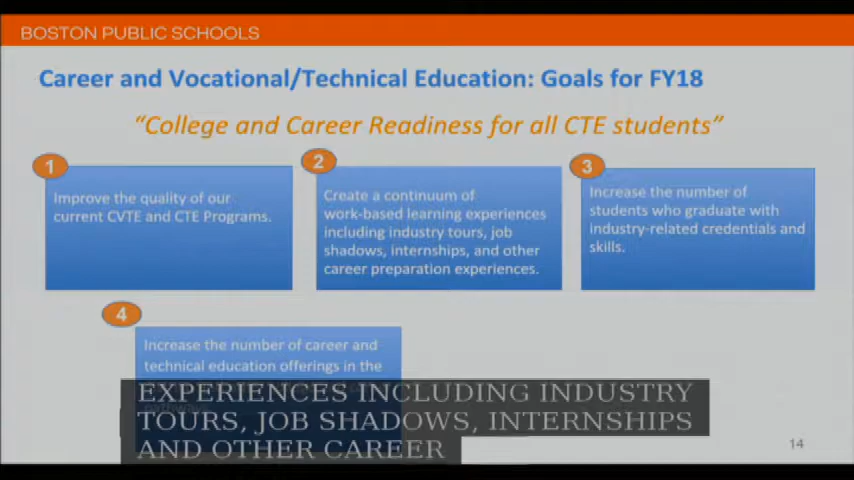 BOSTON PUBLIC SCHOOLS
Career and Vocational/Technical Education: Goals for FY18
"College and Career Readiness for all CTE students"
1
Improve the quality of our
current CVTE and CTE Programs.
2
Create a continuum of
work-based learning experiences
including industry tours, job
shadows, internships, and other
career preparation experiences.
3
Increase the number of
students who graduate with
industry-related credentials and
skills.
4
Increase the number of career and
technical education offerings in the
EXPERIENCES INCLUDING INDUSTRY
TOURS, JOB SHADOWS, INTERNSHIPS
AND OTHER CAREER
14